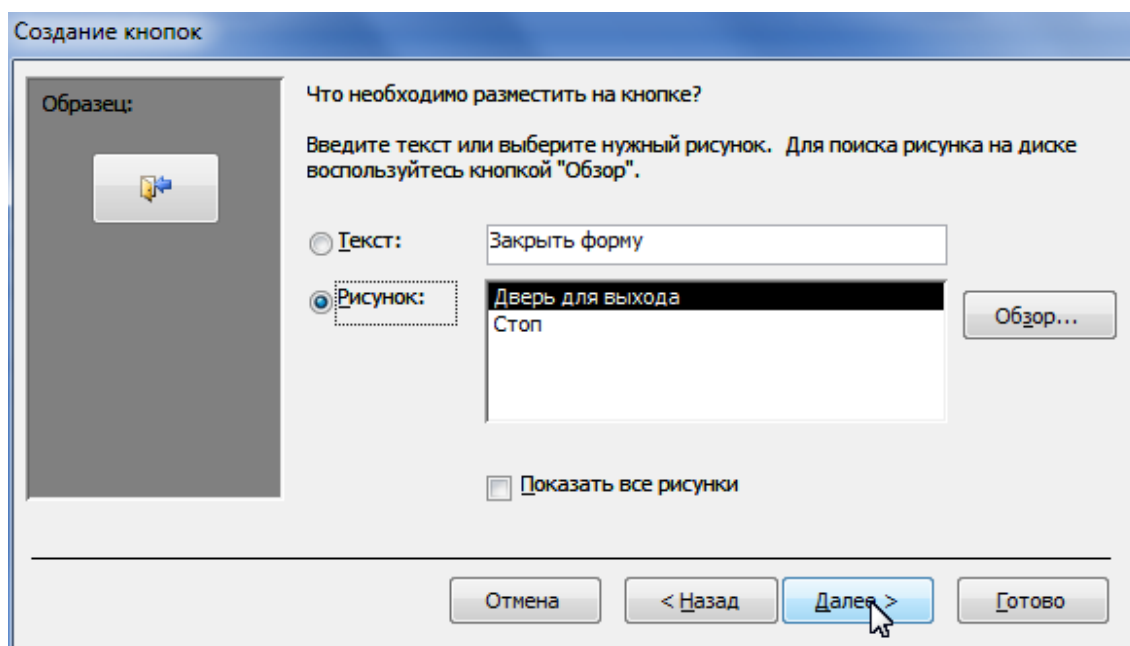 Создание кнопок
Образец:
Что необходимо разместить на кнопке?
Введите текст или выберите нужный рисунок. Для поиска рисунка на диске
воспользуйтесь кнопкой "Обзор".
Текст:
Закрыть форму
Рисунок:
Дверь для выхода
Стоп
Обзор...
Показать все рисунки
Отмена
< Назад
Далее >
Готово